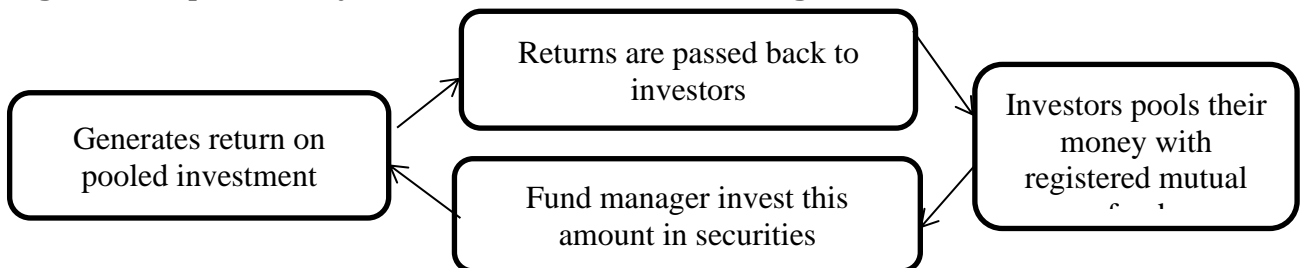 Returns are passed back to
investors
Generates return on
pooled investment
Investors pools their
money with
registered mutual
Fund manager invest this
amount in securities